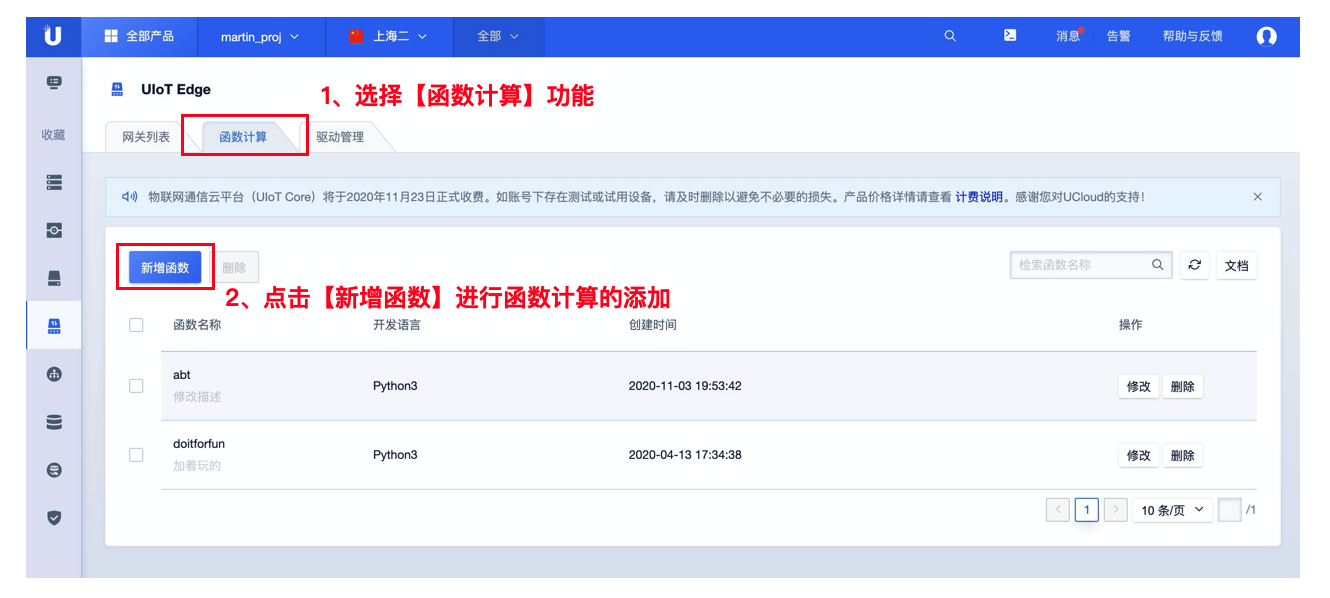 全部产品 martin_proj 上海二 全部 消息 告警 帮助与反馈
UIoT Edge
1、选择【函数计算】功能
收藏
网关列表 函数计算 驱动管理
物联网通信云平台（UIoT Core）将于2020年11月23日正式收费。如账号下存在测试或试用设备，请及时删除以避免不必要的损失。产品价格详情请查看 计费说明。感谢您对UCloud的支持！
新增函数 删除 检索函数名称 文档
2、点击【新增函数】进行函数计算的添加
函数名称 开发语言 创建时间 操作
abt
修改描述
Python3 2020-11-03 19:53:42 修改 删除
doitforfun
加着玩的
Python3 2020-04-13 17:34:38 修改 删除
1 10 条/页 /1